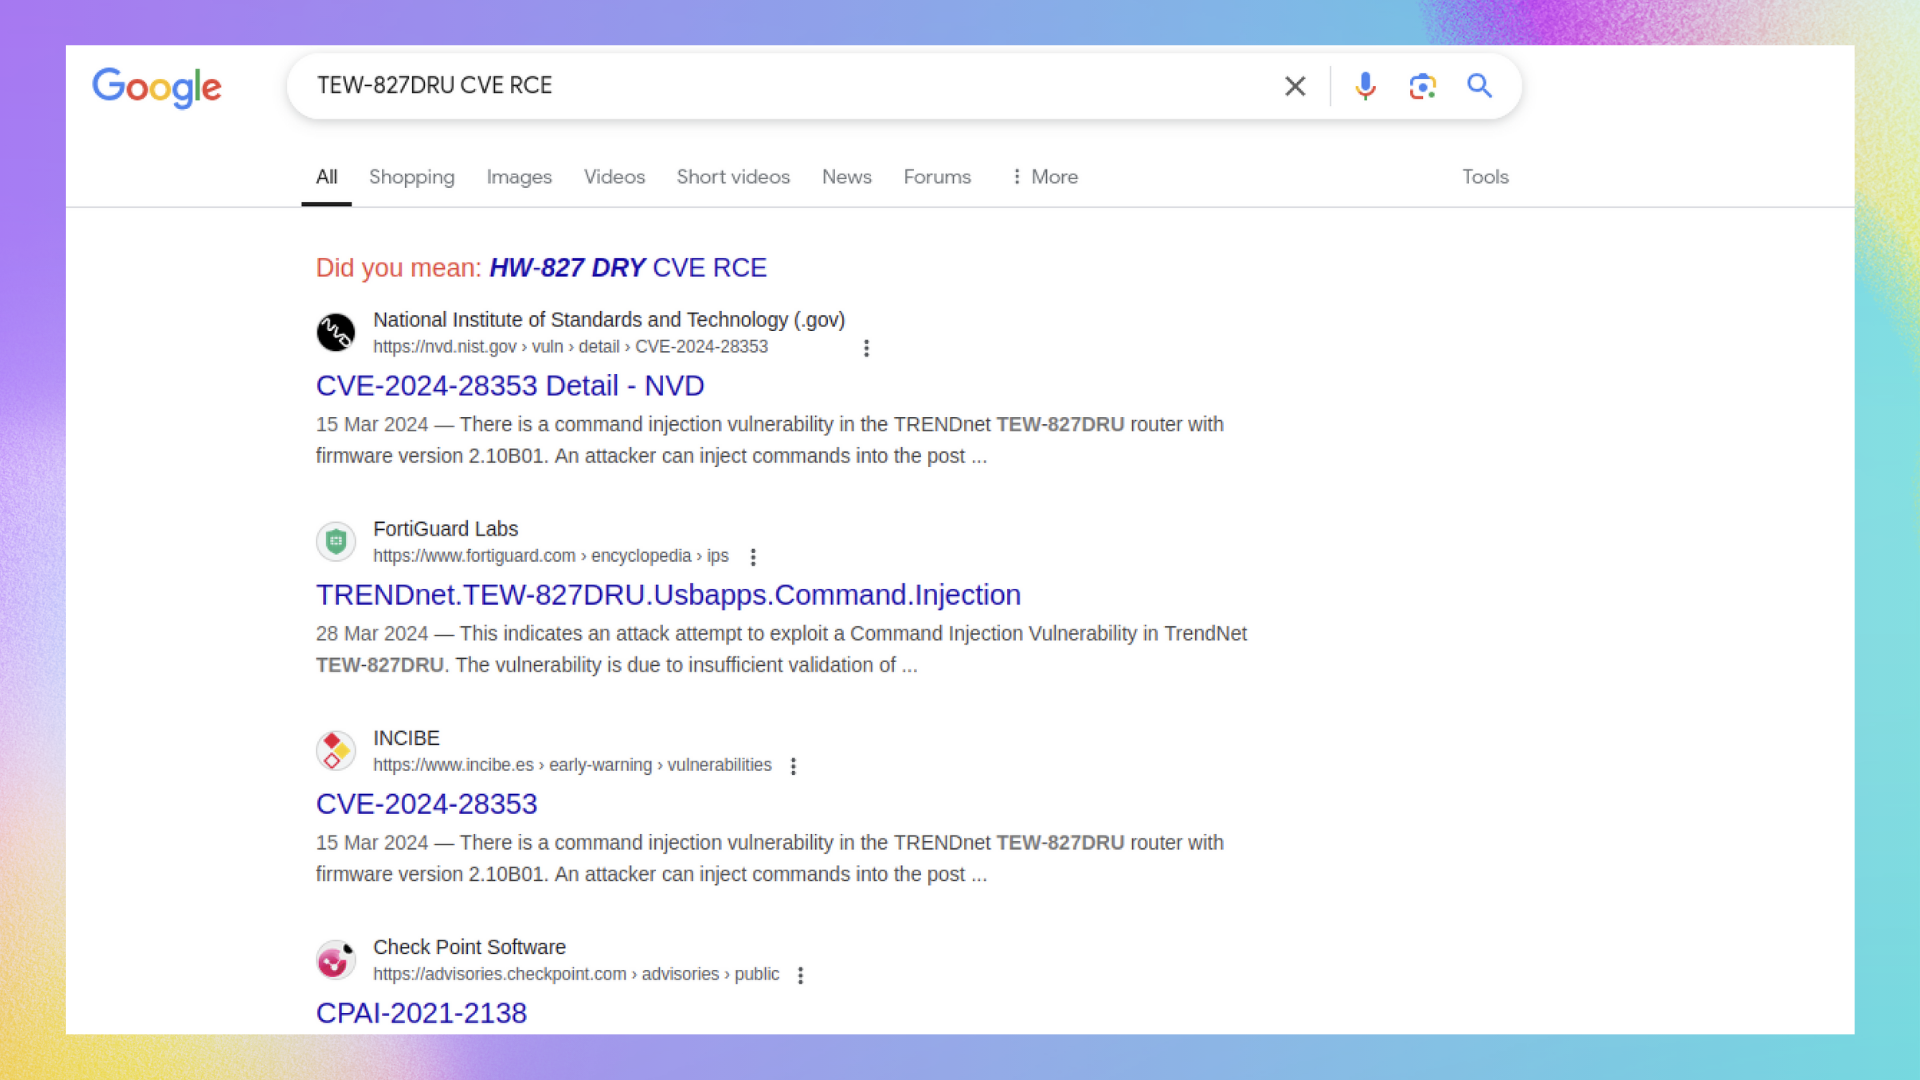 Google
TEW-827DRU CVE RCE
All Shopping Images Videos Short videos News Forums More Tools
Did you mean: HW-827 DRY CVE RCE
NVD
National Institute of Standards and Technology (.gov)
https://nvd.nist.gov › vuln › detail › CVE-2024-28353
CVE-2024-28353 Detail - NVD
15 Mar 2024 — There is a command injection vulnerability in the TRENDnet TEW-827DRU router with
firmware version 2.10B01. An attacker can inject commands into the post ...
FortiGuard Labs
https://www.fortiguard.com › encyclopedia › ips
TRENDnet.TEW-827DRU.Usbapps.Command.Injection
28 Mar 2024 — This indicates an attack attempt to exploit a Command Injection Vulnerability in TrendNet
TEW-827DRU. The vulnerability is due to insufficient validation of ...
INCIBE
https://www.incibe.es › early-warning › vulnerabilities
CVE-2024-28353
15 Mar 2024 — There is a command injection vulnerability in the TRENDnet TEW-827DRU router with
firmware version 2.10B01. An attacker can inject commands into the post ...
Check Point Software
https://advisories.checkpoint.com › advisories › public
CPAI-2021-2138